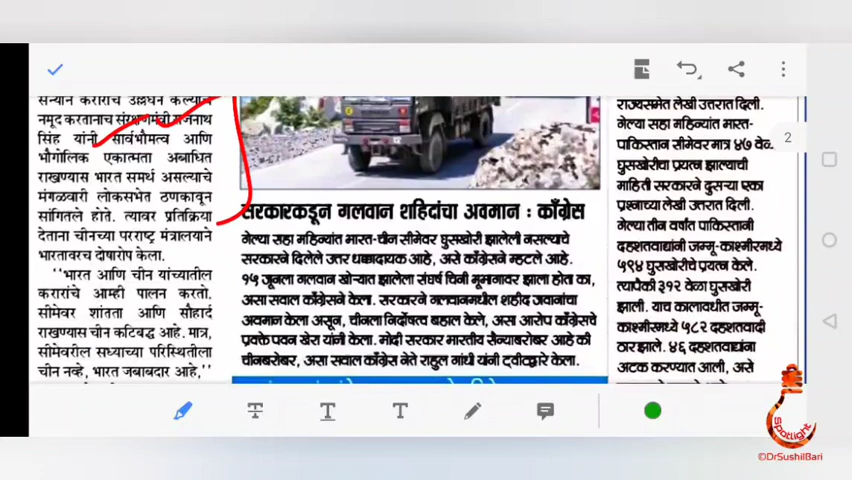 सैन्याने कराराचे उल्लंघन केल्याचे
नमूद करतानाच संरक्षणमंत्री राजनाथ
सिंह यांनी सार्वभौमत्व आणि
भौगोलिक एकात्मता अबाधित
राखण्यास भारत समर्थ असल्याचे
मंगळवारी लोकसभेत ठणकावून
सांगितले होते. त्यावर प्रतिक्रिया
देताना चीनच्या परराष्ट्र मंत्रालयाने
भारतावरच दोषारोप केला.
"भारत आणि चीन यांच्यातील
करारांचे आम्ही पालन करतो.
सीमेवर शांतता आणि सौहार्द
राखण्यास चीन कटिबद्ध आहे. मात्र,
सीमेवरील सध्याच्या परिस्थितीला
चीन नव्हे, भारत जबाबदार आहे,''
सरकारकडून गलवान शहिदांचा अवमान : काँग्रेस
गेल्या सहा महिन्यांत भारत-चीन सीमेवर घुसखोरी झालेली नसल्याचे
सरकारने दिलेले उत्तर धक्कादायक आहे, असे काँग्रेसने म्हटले आहे.
१५ जूनला गलवान खोऱ्यात झालेला संघर्ष चिनी भूभागावर झाला होता का,
असा सवाल काँग्रेसने केला. सरकारने गलवानमधील शहीद जवानांचा
अवमान केला असून, चीनला निर्दोषत्व बहाल केले, असा आरोप काँग्रेसचे
प्रवक्ते पवन खेरा यांनी केला. मोदी सरकार भारतीय सैन्याबरोबर आहे की
चीनबरोबर, असा सवाल काँग्रेस नेते राहुल गांधी यांनी ट्वीटद्वारे केला.
राज्यसभेत लेखी उत्तरात दिली.
गेल्या सहा महिन्यांत भारत-
पाकिस्तान सीमेवर मात्र ४७ वेळा
घुसखोरीचा प्रयत्न झाल्याची
माहिती सरकारने दुसऱ्या एका
प्रश्नाच्या लेखी उत्तरात दिली.
गेल्या तीन वर्षांत पाकिस्तानी
दहशतवाद्यांनी जम्मू-काश्मीरमध्ये
५९४ घुसखोरीचे प्रयत्न केले.
त्यापैकी ३१२ वेळा घुसखोरी
झाली. याच कालावधीत जम्मू-
काश्मीरमध्ये ५८२ दहशतवादी
ठार झाले. ४६ दहशतवाद्यांना
अटक करण्यात आली, असे
2
T
T
T
Spotlight
©DrSushilBari